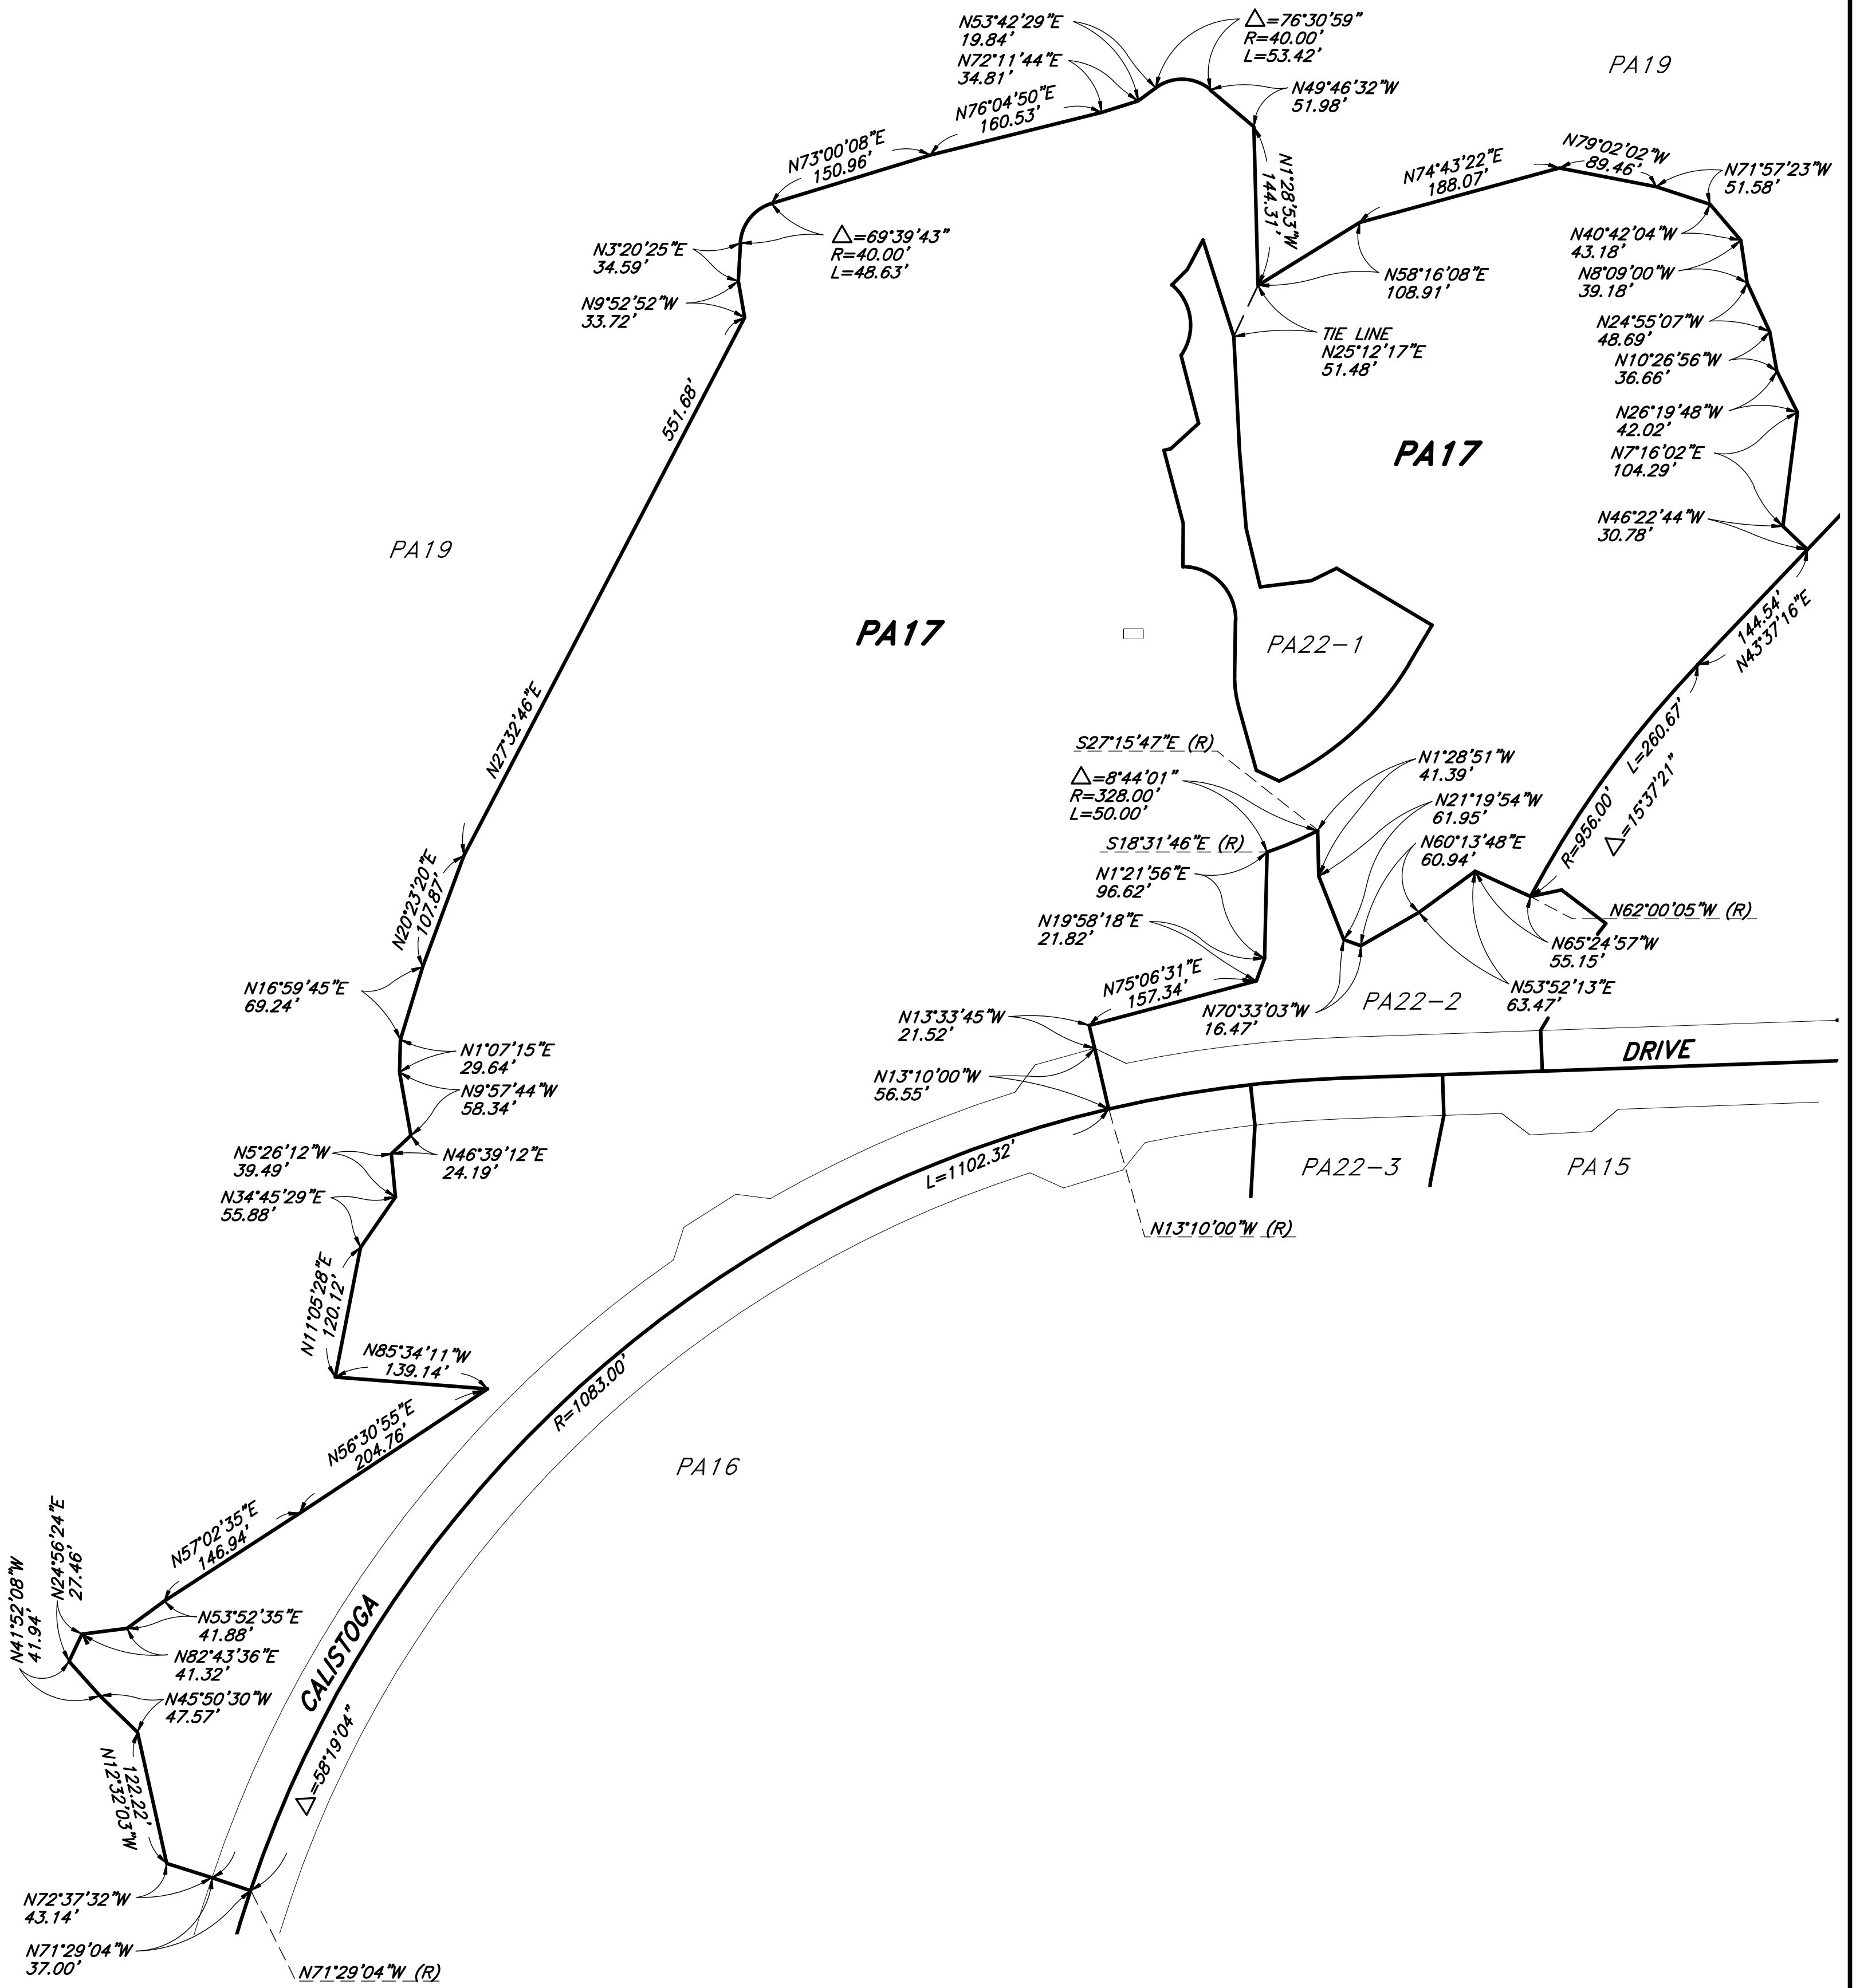 N53°42'29"E
19.84'
△=76°30'59"
R=40.00'
L=53.42'
PA19
N72°11'44"E
34.81'
N49°46'32"W
51.98'
N76°04'50"E
160.53'
N73°00'08"E
150.96'
N1°28'53"W
144.31'
N74°43'22"E
188.07'
N79°02'02"W
89.46'
N71°57'23"W
51.58'
N3°20'25"E
34.59'
△=69°39'43"
R=40.00'
L=48.63'
N40°42'04"W
43.18'
N9°52'52"W
33.72'
N58°16'08"E
108.91'
N8°09'00"W
39.18'
TIE LINE
N25°12'17"E
51.48'
N24°55'07"W
48.69'
N10°26'56"W
36.66'
551.68'
N27°32'46"E
N26°19'48"W
42.02'
PA17
N7°16'02"E
104.29'
N46°22'44"W
30.78'
PA19
PA17
PA22-1
144.54'
N43°37'16"E
L=260.67'
R=956.00'
△=15°37'21"
S27°15'47"E (R)
△=8°44'01"
R=328.00'
L=50.00'
N1°28'51"W
41.39'
N21°19'54"W
61.95'
S18°31'46"E (R)
N60°13'48"E
60.94'
N1°21'56"E
96.62'
N20°23'20"E
107.87'
N19°58'18"E
21.82'
N62°00'05"W (R)
N65°24'57"W
55.15'
N75°06'31"E
157.34'
N53°52'13"E
63.47'
N16°59'45"E
69.24'
N70°33'03"W
16.47'
PA22-2
N13°33'45"W
21.52'
N1°07'15"E
29.64'
DRIVE
N13°10'00"W
56.55'
N9°57'44"W
58.34'
N5°26'12"W
39.49'
N46°39'12"E
24.19'
L=1102.32'
PA22-3
PA15
N34°45'29"E
55.88'
N13°10'00"W (R)
N11°05'28"E
120.12'
N85°34'11"W
139.14'
R=1083.00'
N56°30'55"E
204.76'
PA16
N57°02'35"E
146.94'
N24°56'24"E
27.46'
N41°52'08"W
41.94'
N53°52'35"E
41.88'
N82°43'36"E
41.32'
CALISTOGA
N45°50'30"W
47.57'
△=58°19'04"
122.22'
N12°32'03"W
N72°37'32"W
43.14'
N71°29'04"W
37.00'
N71°29'04"W (R)